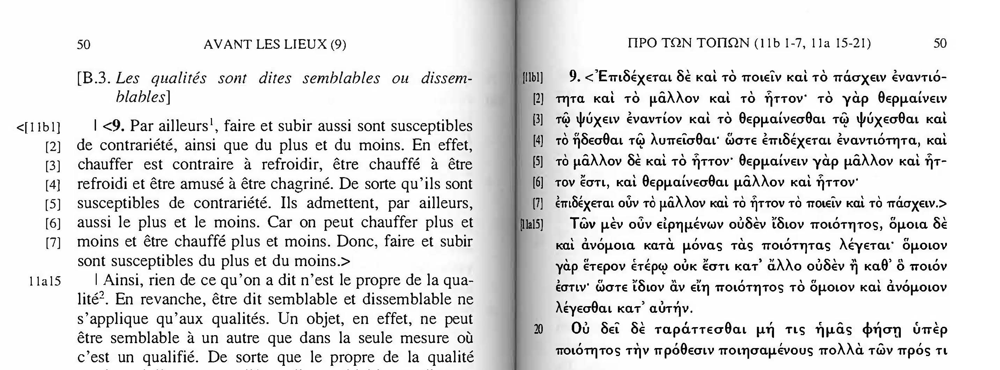 50 AVANT LES LIEUX (9)
[B.3. Les qualités sont dites semblables ou dissem-
blables]
<[11b1] | <9. Par ailleurs¹, faire et subir aussi sont susceptibles
[2] de contrariété, ainsi que du plus et du moins. En effet,
[3] chauffer est contraire à refroidir, être chauffé à être
[4] refroidi et être amusé à être chagriné. De sorte qu’ils sont
[5] susceptibles de contrariété. Ils admettent, par ailleurs,
[6] aussi le plus et le moins. Car on peut chauffer plus et
[7] moins et être chauffé plus et moins. Donc, faire et subir
sont susceptibles du plus et du moins.>
11a15 | Ainsi, rien de ce qu’on a dit n’est le propre de la qua-
lité². En revanche, être dit semblable et dissemblable ne
s’applique qu’aux qualités. Un objet, en effet, ne peut
être semblable à un autre que dans la seule mesure où
c’est un qualifié. De sorte que le propre de la qualité
ΠΡΟ ΤΩΝ ΤΟΠΩΝ (11b 1-7, 11a 15-21) 50
[11b1] 9. <Ἐπιδέχεται δὲ καὶ τὸ ποιεῖν καὶ τὸ πάσχειν ἐναντιό-
[2] τητα καὶ τὸ μᾶλλον καὶ τὸ ἧττον· τὸ γὰρ θερμαίνειν
[3] τῷ ψύχειν ἐναντίον καὶ τὸ θερμαίνεσθαι τῷ ψύχεσθαι καὶ
[4] τὸ ἥδεσθαι τῷ λυπεῖσθαι· ὥστε ἐπιδέχεται ἐναντιότητα, καὶ
[5] τὸ μᾶλλον δὲ καὶ τὸ ἧττον· θερμαίνειν γὰρ μᾶλλον καὶ ἧτ-
[6] τον ἔστι, καὶ θερμαίνεσθαι μᾶλλον καὶ ἧττον·
[7] ἐπιδέχεται οὖν τὸ μᾶλλον καὶ τὸ ἧττον τὸ ποιεῖν καὶ τὸ πάσχειν.>
[11a15] Τῶν μὲν οὖν εἰρημένων οὐδὲν ἴδιον ποιότητος, ὅμοια δὲ
καὶ ἀνόμοια κατὰ μόνας τὰς ποιότητας λέγεται· ὅμοιον
γὰρ ἕτερον ἑτέρῳ οὐκ ἔστι κατ’ ἄλλο οὐδὲν ἢ καθ’ ὃ ποιόν
ἐστιν· ὥστε ἴδιον ἂν εἴη ποιότητος τὸ ὅμοιον καὶ ἀνόμοιον
λέγεσθαι κατ’ αὐτήν.
20 Οὐ δεῖ δὲ ταράττεσθαι μή τις ἡμᾶς φήσῃ ὑπὲρ
ποιότητος τὴν πρόθεσιν ποιησαμένους πολλὰ τῶν πρός τι